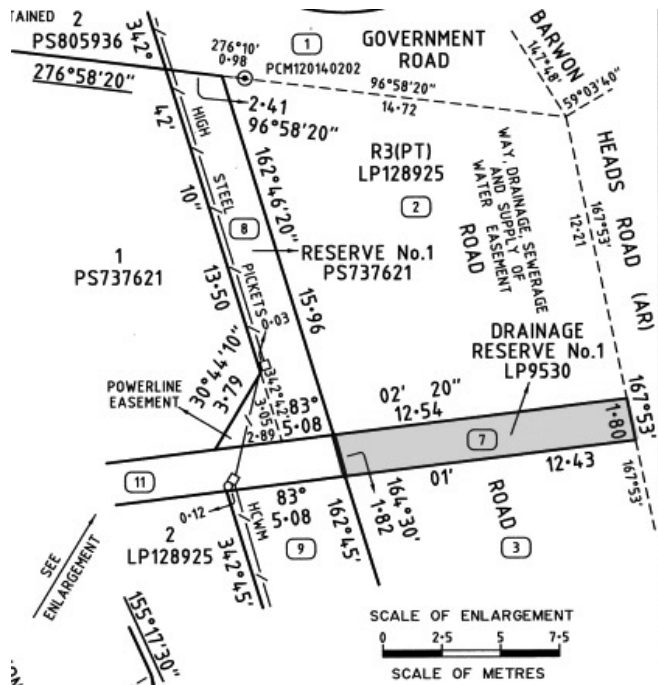 TAINED 2
PS805936
342°
276°10'
0·98
1
PCM120140202
GOVERNMENT
ROAD
BARWON
147°48'
59°03'40"
276°58'20"
2·41
96°58'20"
96°58'20"
14·72
42'
HIGH
10"
STEEL
PICKETS
8
162°46'20"
R3(PT)
LP128925
2
WAY, DRAINAGE, SEWERAGE
AND SUPPLY OF
WATER EASEMENT
ROAD
167°53'
12·21
HEADS ROAD (AR)
1
PS737621
RESERVE No.1
PS737621
13·50
15·96
0·03
DRAINAGE
RESERVE No.1
LP9530
30°44'10"
3·79
POWERLINE
EASEMENT
342°42'
3·05
2·89
83°
5·08
02' 20"
12·54
167°53'
1·80
7
11
83°
5·08
01'
12·43
167°53'
0·12
HCWM
164°30'
1·82
162°45'
ROAD
3
2
LP128925
9
342°45'
SEE
ENLARGEMENT
155°17'30"
ON
SCALE OF ENLARGEMENT
0 2·5 5 7·5
SCALE OF METRES